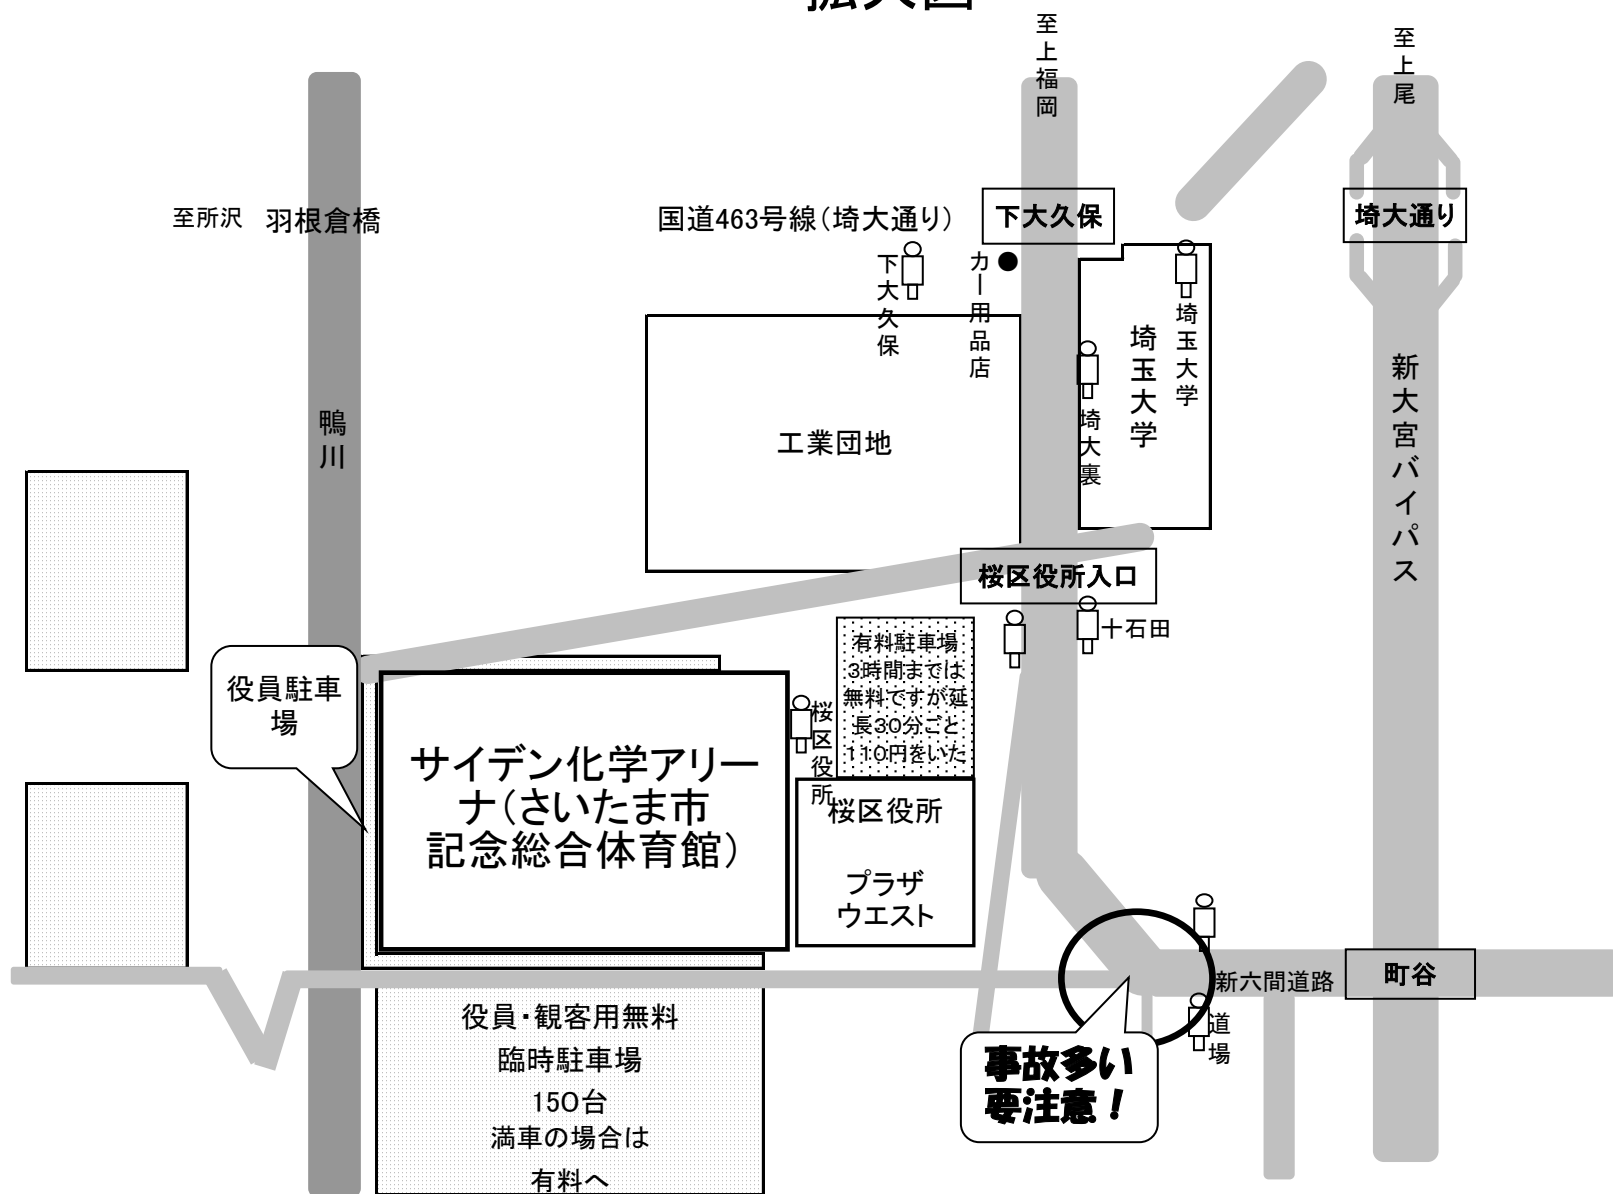 拡大図
至上福岡
至上尾
至所沢
羽根倉橋
国道463号線（埼大通り）
下大久保
埼大通り
下大久保
カー用品店
埼玉大学
埼玉大学
埼大裏
新大宮バイパス
鴨川
工業団地
桜区役所入口
十石田
有料駐車場
3時間までは
無料ですが延
長30分ごと
110円をいた
役員駐車
場
桜区役所
サイデン化学アリー
ナ（さいたま市
記念総合体育館）
桜区役所
プラザ
ウエスト
新六間道路
町谷
道場
役員・観客用無料
臨時駐車場
150台
満車の場合は
有料へ
事故多い
要注意！